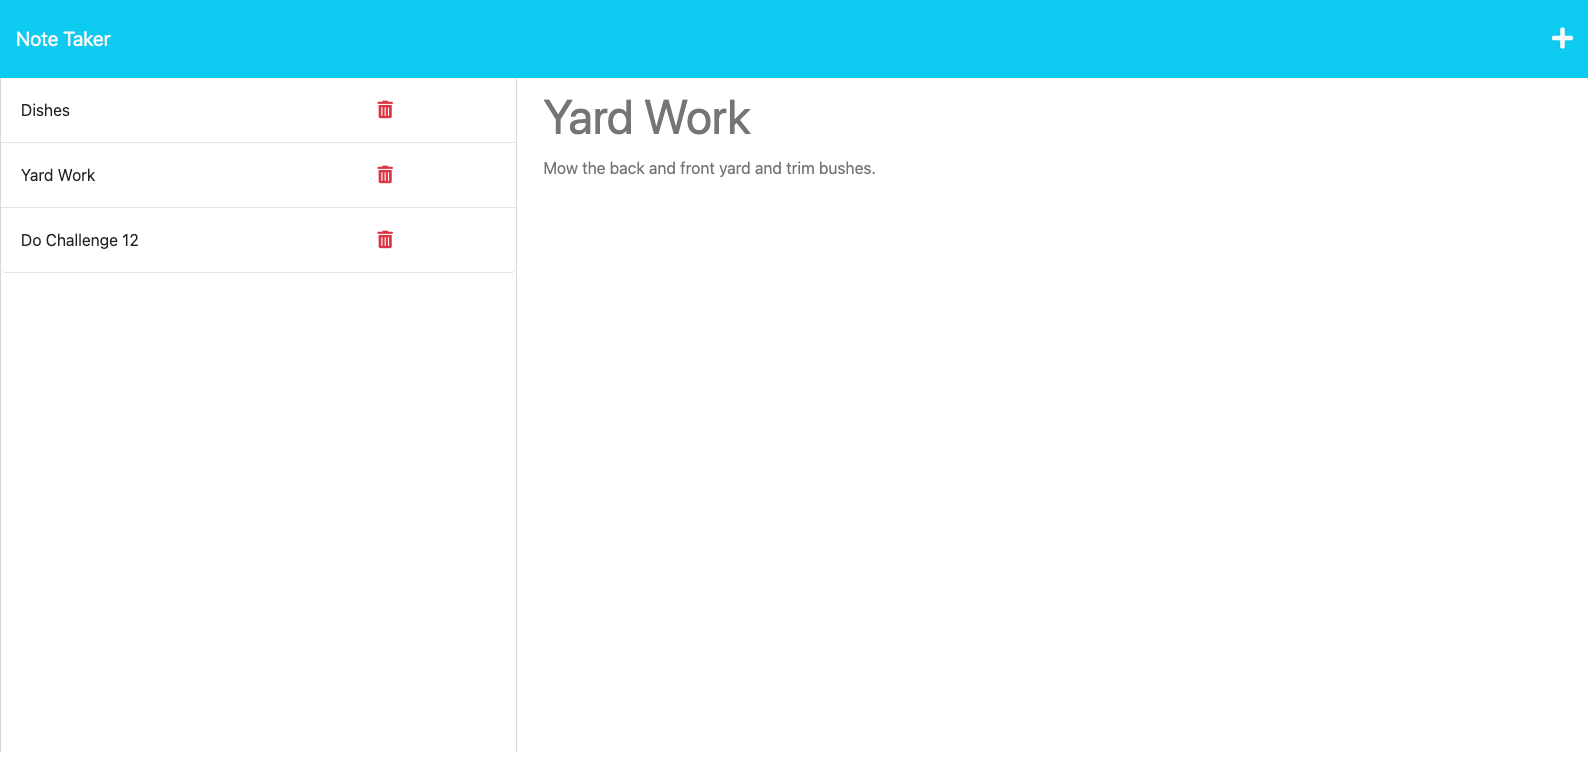 Note Taker
Dishes
Yard Work
Do Challenge 12
Yard Work
Mow the back and front yard and trim bushes.